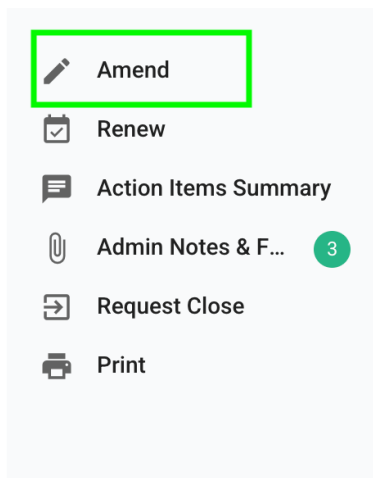 Amend
Renew
Action Items Summary
Admin Notes & F... 3
Request Close
Print